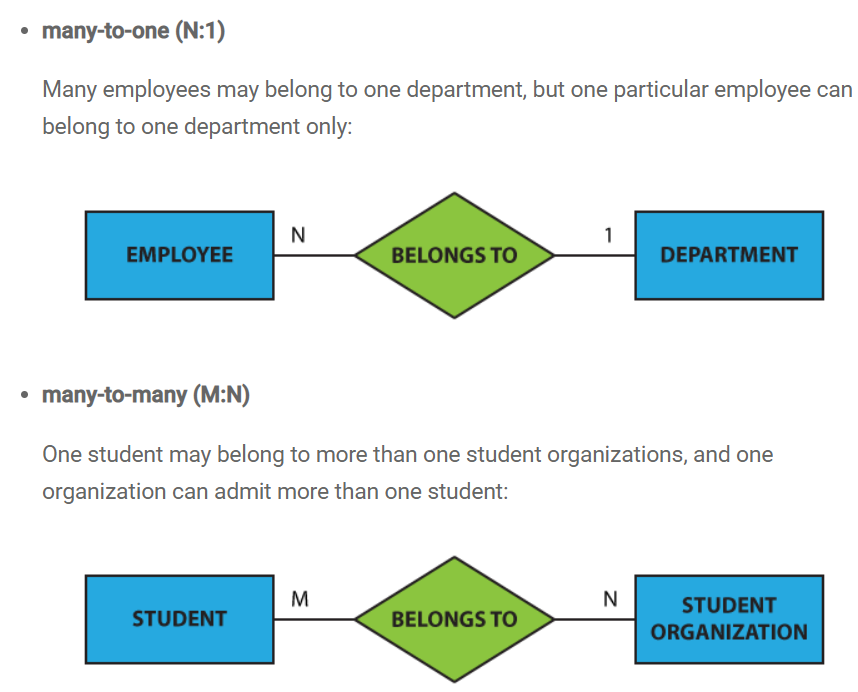 many-to-one (N:1)
Many employees may belong to one department, but one particular employee can
belong to one department only:
EMPLOYEE
N
BELONGS TO
1
DEPARTMENT
many-to-many (M:N)
One student may belong to more than one student organizations, and one
organization can admit more than one student:
STUDENT
M
BELONGS TO
N
STUDENT
ORGANIZATION